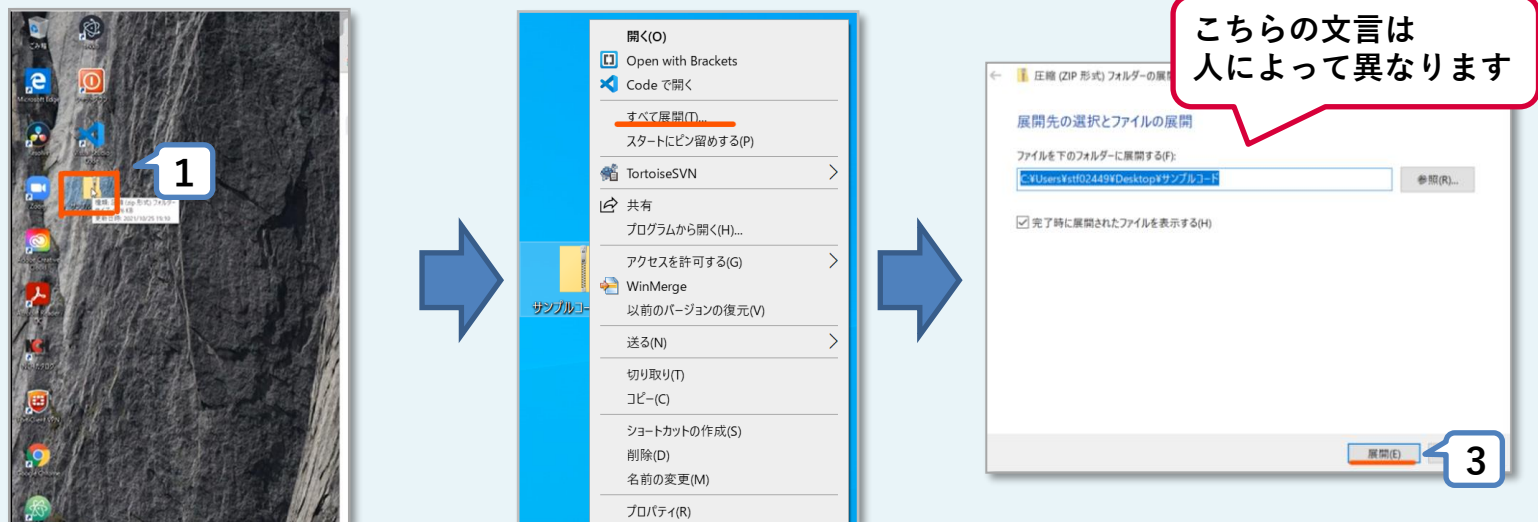 ごみ箱
Microsoft Edge
Zoom
1
開く(O)
Open with Brackets
Code で開く
すべて展開(T)...
スタートにピン留めする(P)
TortoiseSVN
共有
プログラムから開く(H)...
アクセスを許可する(G)
WinMerge
以前のバージョンの復元(V)
送る(N)
切り取り(T)
コピー(C)
ショートカットの作成(S)
削除(D)
名前の変更(M)
プロパティ(R)
サンプルコー
こちらの文言は
人によって異なります
圧縮 (ZIP 形式) フォルダーの展開
展開先の選択とファイルの展開
ファイルを下のフォルダーに展開する(F):
C:¥Users¥stf02449¥Desktop¥サンプルコード
参照(R)...
完了時に展開されたファイルを表示する(H)
展開(E)
3